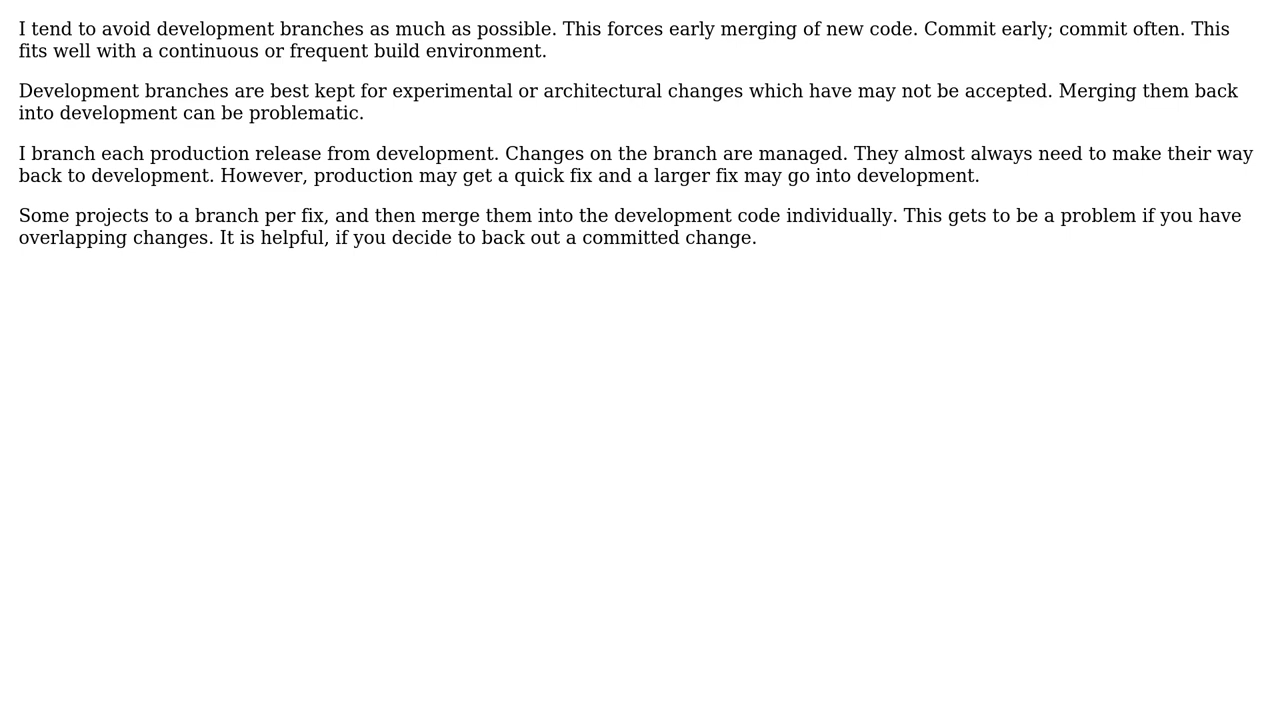 I tend to avoid development branches as much as possible. This forces early merging of new code. Commit early; commit often. This
fits well with a continuous or frequent build environment.
Development branches are best kept for experimental or architectural changes which have may not be accepted. Merging them back
into development can be problematic.
I branch each production release from development. Changes on the branch are managed. They almost always need to make their way
back to development. However, production may get a quick fix and a larger fix may go into development.
Some projects to a branch per fix, and then merge them into the development code individually. This gets to be a problem if you have
overlapping changes. It is helpful, if you decide to back out a committed change.